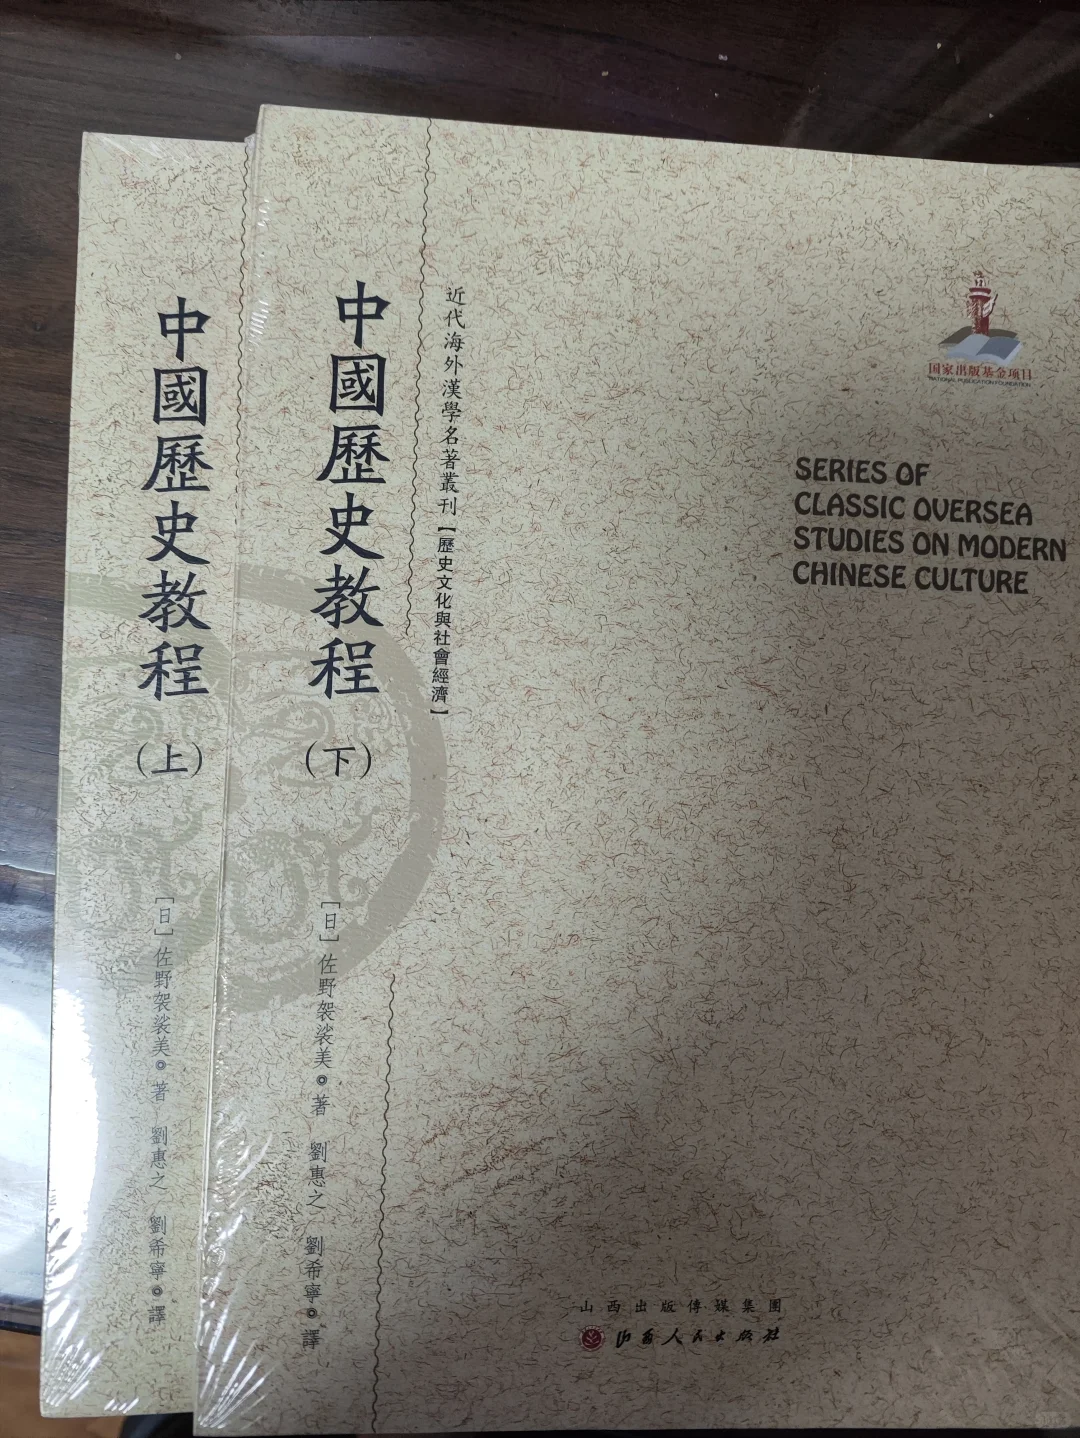 中國歷史教程
（上）
［日］佐野袈裟美◎著 劉惠之 劉希寧◎譯
中國歷史教程
（下）
［日］佐野袈裟美◎著 劉惠之 劉希寧◎譯
近代海外漢學名著叢刊【歷史文化與社會經濟】
国家出版基金项目
NATIONAL PUBLICATION FOUNDATION
SERIES OF
CLASSIC OVERSEA
STUDIES ON MODERN
CHINESE CULTURE
山西出版傳媒集團
山西人民出版社